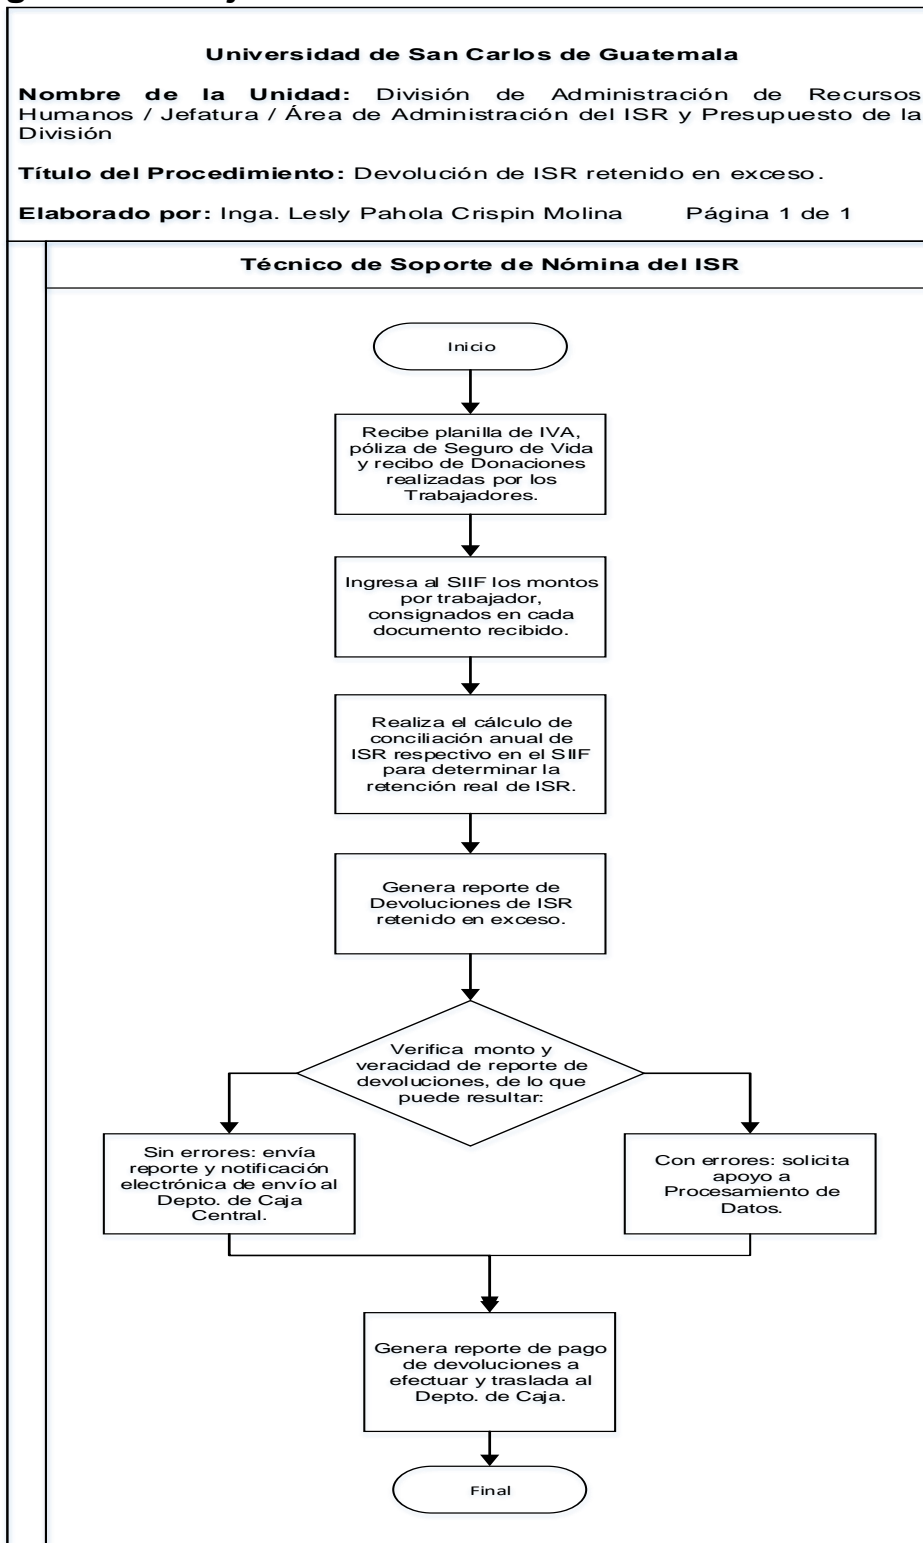 Universidad de San Carlos de Guatemala
Nombre de la Unidad: División de Administración de Recursos
Humanos / Jefatura / Área de Administración del ISR y Presupuesto de la
División
Título del Procedimiento: Devolución de ISR retenido en exceso.
Elaborado por: Inga. Lesly Pahola Crispin Molina Página 1 de 1
Técnico de Soporte de Nómina del ISR
Inicio
Recibe planilla de IVA,
póliza de Seguro de Vida
y recibo de Donaciones
realizadas por los
Trabajadores.
Ingresa al SIIF los montos
por trabajador,
consignados en cada
documento recibido.
Realiza el cálculo de
conciliación anual de
ISR respectivo en el SIIF
para determinar la
retención real de ISR.
Genera reporte de
Devoluciones de ISR
retenido en exceso.
Verifica monto y
veracidad de reporte de
devoluciones, de lo que
puede resultar:
Sin errores: envía
reporte y notificación
electrónica de envío al
Depto. de Caja
Central.
Con errores: solicita
apoyo a
Procesamiento de
Datos.
Genera reporte de pago
de devoluciones a
efectuar y traslada al
Depto. de Caja.
Final